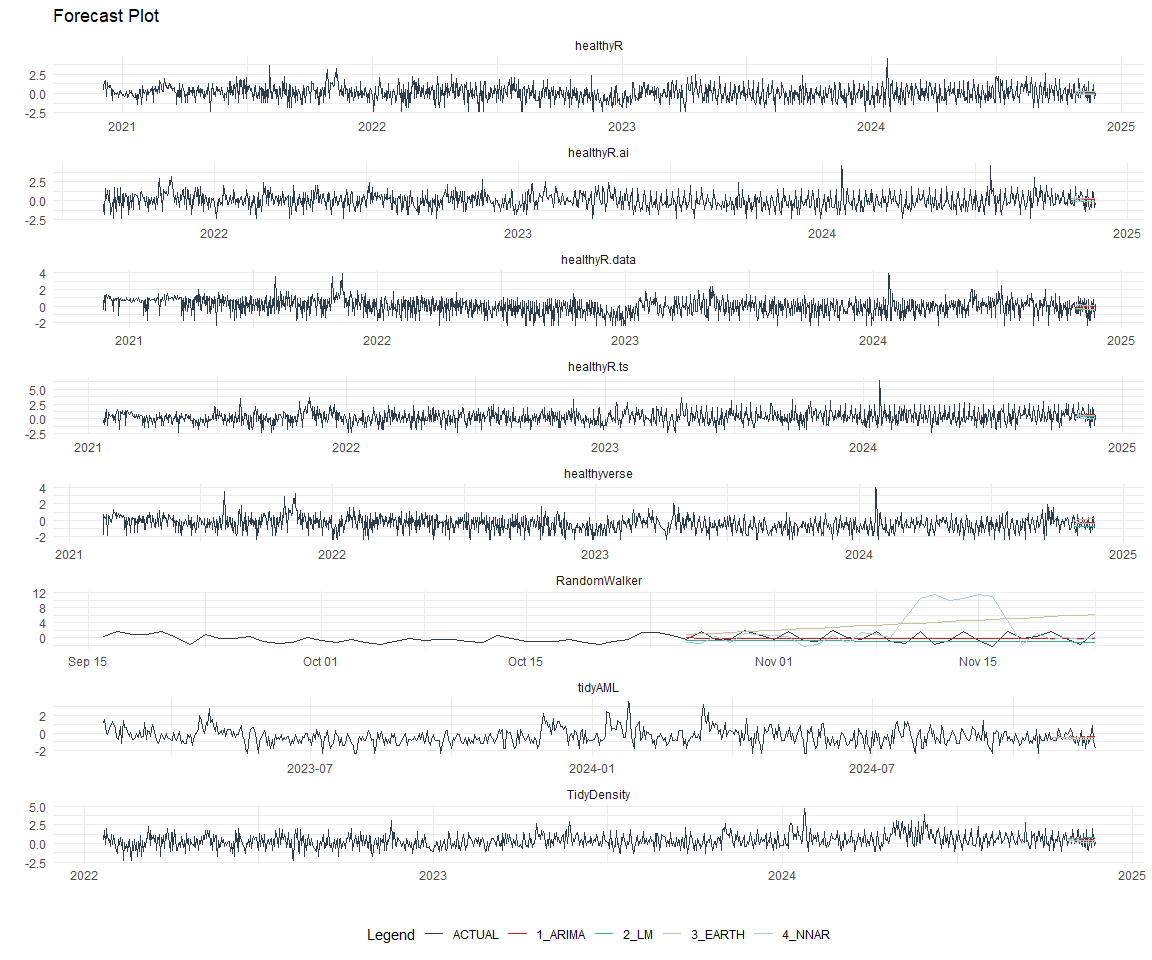 Forecast Plot
healthyR
2.5
0.0
-2.5
2021 2022 2023 2024 2025
healthyR.ai
2.5
0.0
-2.5
2022 2023 2024 2025
healthyR.data
4
2
0
-2
2021 2022 2023 2024 2025
healthyR.ts
5.0
2.5
0.0
-2.5
2021 2022 2023 2024 2025
healthyverse
4
2
0
-2
2021 2022 2023 2024 2025
RandomWalker
12
8
4
0
Sep 15 Oct 01 Oct 15 Nov 01 Nov 15
tidyAML
2
0
-2
2023-07 2024-01 2024-07
TidyDensity
5.0
2.5
0.0
-2.5
2022 2023 2024 2025
Legend ACTUAL 1_ARIMA 2_LM 3_EARTH 4_NNAR